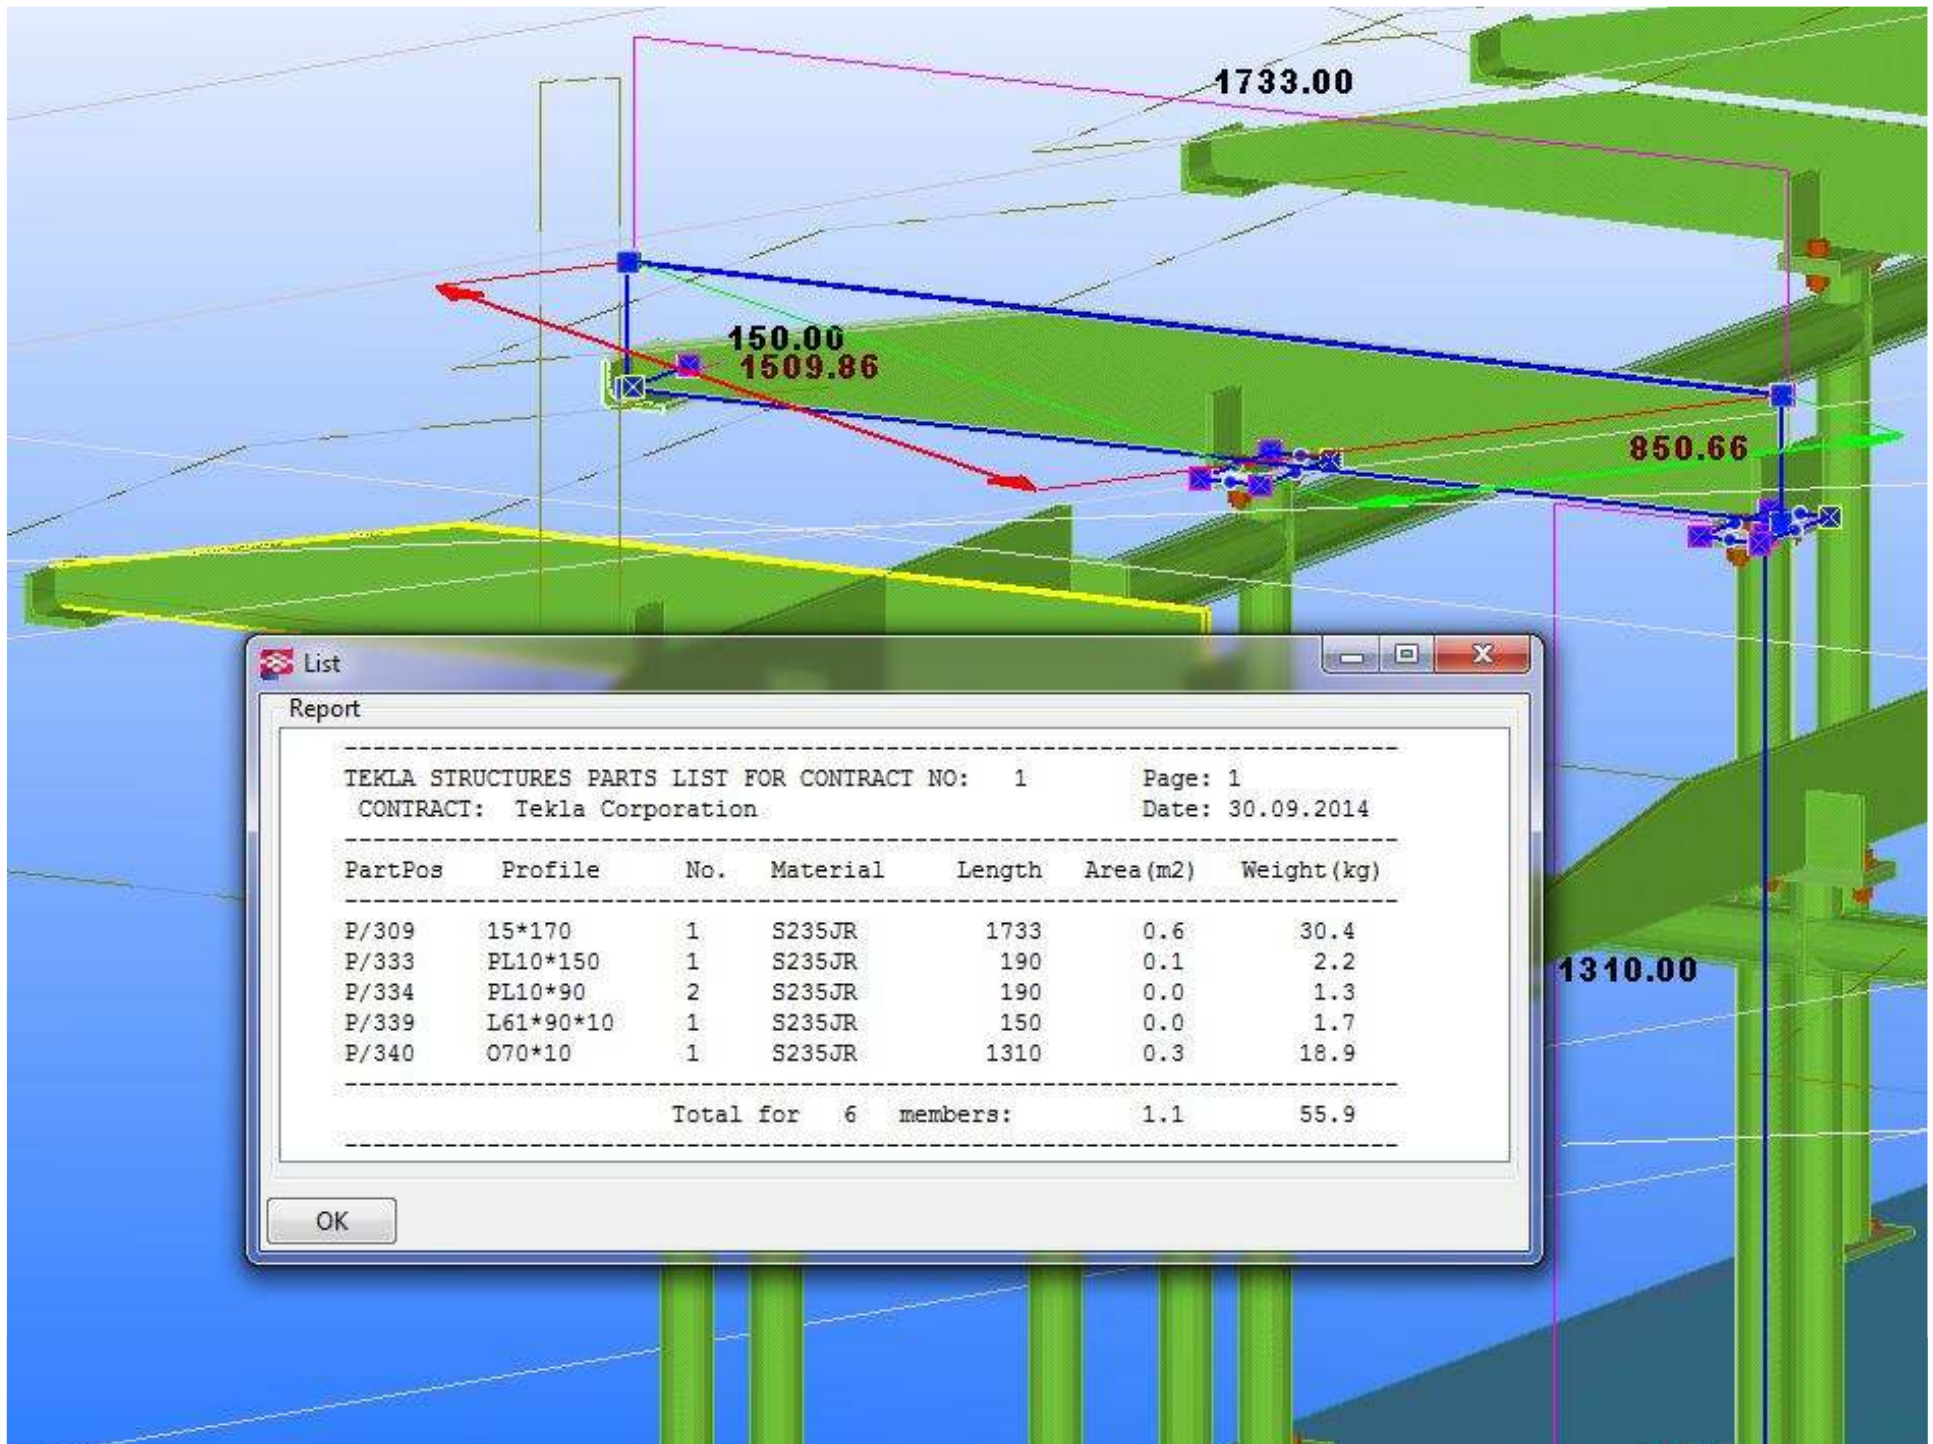 1733.00
150.00
1509.86
850.66
List
Report
TEKLA STRUCTURES PARTS LIST FOR CONTRACT NO: 1 Page: 1
CONTRACT: Tekla Corporation Date: 30.09.2014
PartPos Profile No. Material Length Area(m2) Weight(kg)
P/309 15*170 1 S235JR 1733 0.6 30.4
P/333 PL10*150 1 S235JR 190 0.1 2.2
P/334 PL10*90 2 S235JR 190 0.0 1.3
P/339 L61*90*10 1 S235JR 150 0.0 1.7
P/340 O70*10 1 S235JR 1310 0.3 18.9
Total for 6 members: 1.1 55.9
1310.00
OK